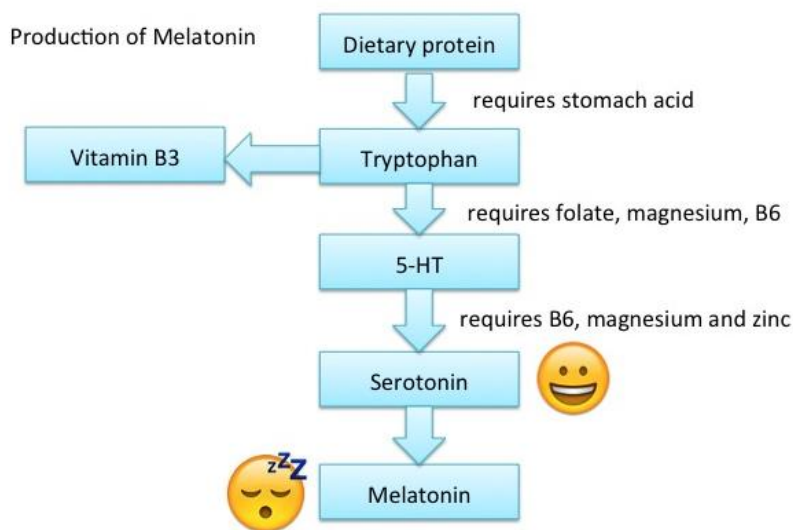 Production of Melatonin
Dietary protein
requires stomach acid
Vitamin B3
Tryptophan
requires folate, magnesium, B6
5-HT
requires B6, magnesium and zinc
Serotonin
zZZ
Melatonin